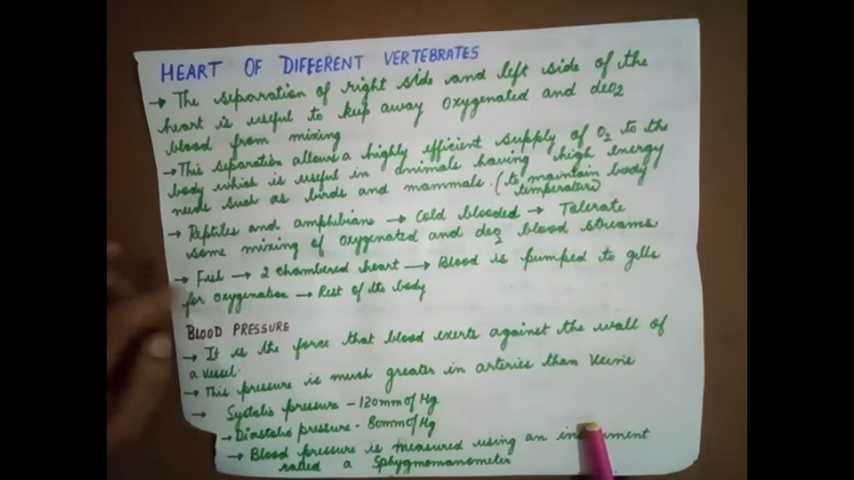 HEART OF DIFFERENT VERTEBRATES
→ The separation of right side and left side of the
heart is useful to keep away oxygenated and deo2
blood from mixing
→ This separation allows a highly efficient supply of O2 to the
body which is useful in animals having high energy
needs such as birds and mammals. (to maintain body
temperature)
→ Reptiles and amphibians → Cold blooded → Tolerate
some mixing of oxygenated and deo2 blood streams
→ Fish → 2 chambered heart → Blood is pumped to gills
for oxygenation → Rest of the body
BLOOD PRESSURE
→ It is the force that blood exerts against the wall of
a vessel.
→ This pressure is much greater in arteries than veins
→ Systolic pressure - 120mm of Hg
→ Diastolic pressure - 80mm of Hg
→ Blood pressure is measured using an
called a Sphygmomanometer